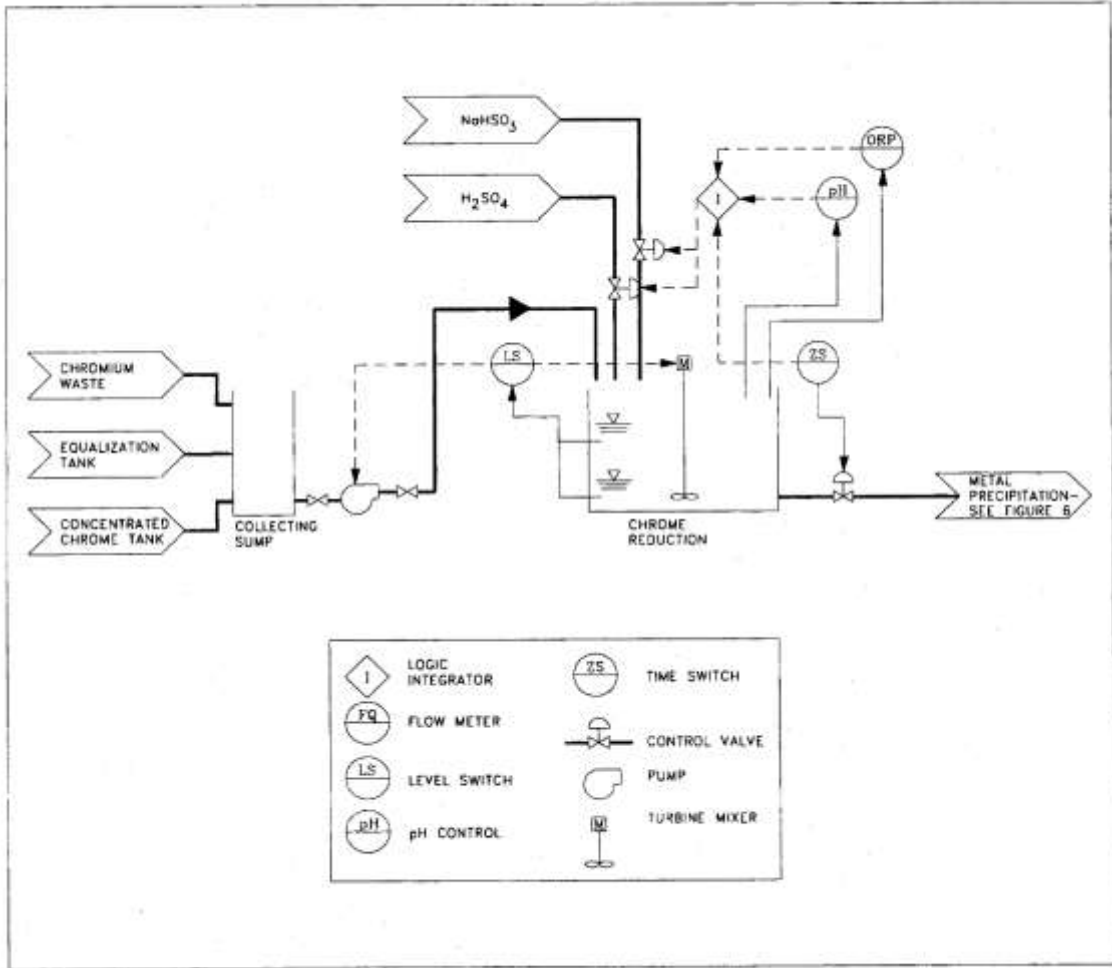 NaHSO3
ORP
H2SO4
I
pH
CHROMIUM
WASTE
LS
M
ZS
EQUALIZATION
TANK
CONCENTRATED
CHROME TANK
COLLECTING
SUMP
CHROME
REDUCTION
METAL
PRECIPITATION-
SEE FIGURE 6
I
LOGIC
INTEGRATOR
FQ
FLOW METER
LS
LEVEL SWITCH
pH
pH CONTROL
ZS
TIME SWITCH
CONTROL VALVE
PUMP
M
TURBINE MIXER